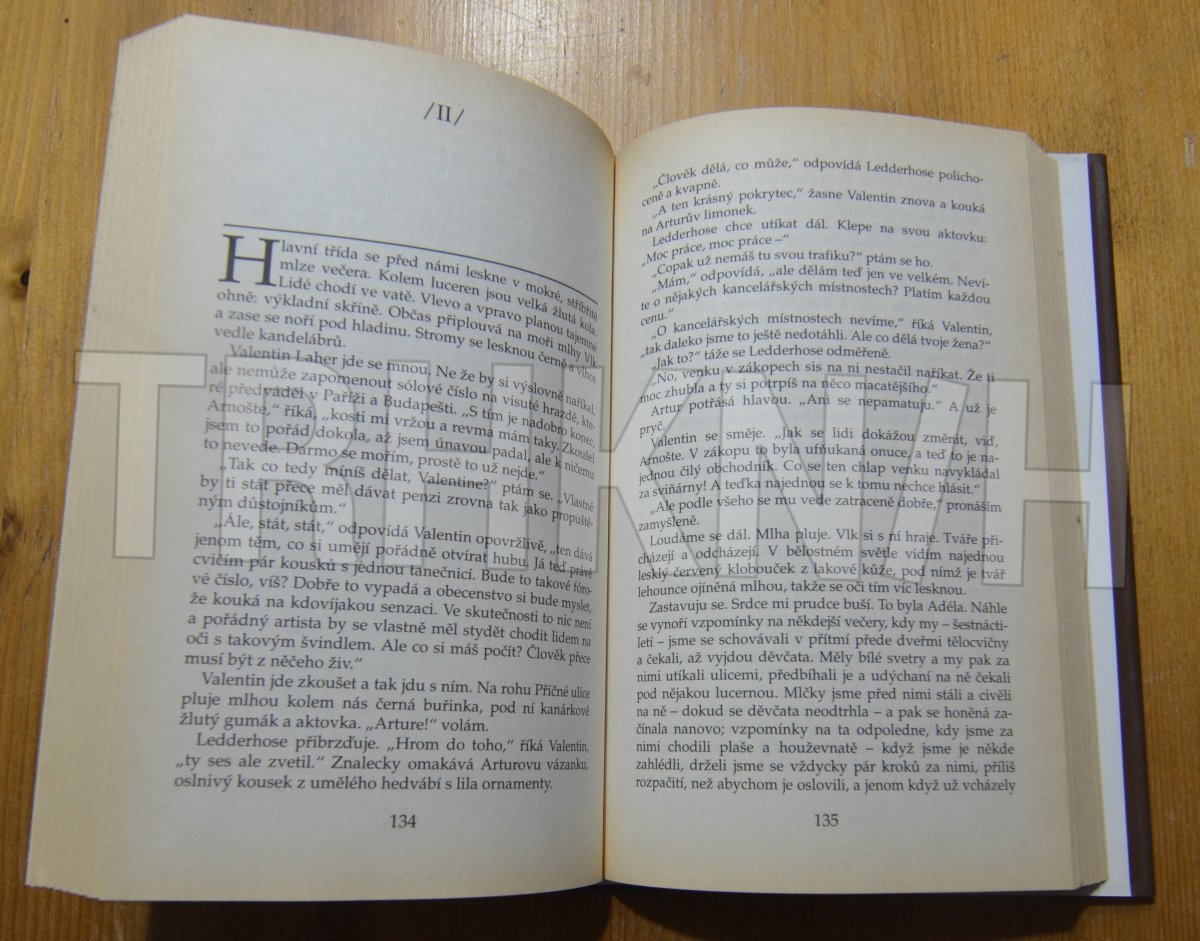 /II/
Hlavní třída se před námi leskne v mokré, stříbřité
mlze večera. Kolem luceren jsou velká žlutá kola.
Lidé chodí ve vatě. Vlevo a vpravo planou tajemné
ohně: výkladní skříně. Občas připlouvá na moři mlhy Vlk
a zase se noří pod hladinu. Stromy se lesknou černě a vlhce
vedle kandelábrů.
Valentin Laher jde se mnou. Ne že by si výslovně naříkal,
ale nemůže zapomenout sólové číslo na visuté hrazdě, kte-
ré předváděl v Paříži a Budapešti. „S tím je nadobro konec,
Arnošte,“ říká, „kosti mi vržou a revma mám taky. Zkoušel
jsem to pořád dokola, až jsem únavou padal, ale k ničemu
to nevede. Darmo se mořím, prostě to už nejde.“
„Tak co tedy míníš dělat, Valentine?“ ptám se. „Vlastně
by ti stát přece měl dávat penzi zrovna tak jako propuště-
ným důstojníkům.“
„Ále, stát, stát,“ odpovídá Valentin opovržlivě, „ten dává
jenom těm, co si umějí pořádně otvírat hubu. Já teď právě
cvičím pár kousků s jednou tanečnicí. Bude to takové fóro-
vé číslo, víš? Dobře to vypadá a obecenstvo si bude myslet,
že kouká na kdovíjakou senzaci. Ve skutečnosti to nic není
a pořádný artista by se vlastně měl stydět chodit lidem na
oči s takovým švindlem. Ale co si máš počít? Člověk přece
musí být z něčeho živ.“
Valentin jde zkoušet a tak jdu s ním. Na rohu Příčné ulice
pluje mlhou kolem nás černá buřinka, pod ní kanárkově
žlutý gumák a aktovka. „Arture!“ volám.
Ledderhose přibrzďuje. „Hrom do toho,“ říká Valentin,
„ty ses ale zvetil.“ Znalecky omakává Arturovu vázanku,
oslnivý kousek z umělého hedvábí s lila ornamenty.
134
„Člověk dělá, co může,“ odpovídá Ledderhose policho-
ceně a kvapně.
„A ten krásný pokrytec,“ žasne Valentin znova a kouká
na Arturův limonek.
Ledderhose chce utíkat dál. Klepe na svou aktovku:
„Moc práce, moc práce –“
„Copak už nemáš tu svou trafiku?“ ptám se ho.
„Mám,“ odpovídá, „ale dělám teď jen ve velkém. Neví-
te o nějakých kancelářských místnostech? Platím každou
cenu.“
„O kancelářských místnostech nevíme,“ říká Valentin,
„tak daleko jsme to ještě nedotáhli. Ale co dělá tvoje žena?“
„Jak to?“ táže se Ledderhose odměřeně.
„No, venku v zákopech sis na ni nestačil naříkat. Že ti
moc zhubla a ty si potrpíš na něco macatějšího.“
Artur potřásá hlavou. „Ani se nepamatuju.“ A už je
pryč.
Valentin se směje. „Jak se lidi dokážou změnit, viď,
Arnošte. V zákopu to byla ufňukaná onuce, a teď to je na-
jednou čilý obchodník. Co se ten chlap venku navykládal
za sviňárny! A teďka najednou se k tomu nechce hlásit.“
„Ale podle všeho se mu vede zatraceně dobře,“ pronáším
zamyšleně.
Loudáme se dál. Mlha pluje. Vlk si s ní hraje. Tváře při-
cházejí a odcházejí. V bělostném světle vidím najednou
lesklý červený klobouček z lakové kůže, pod nímž je tvář
lehounce ojíněná mlhou, takže se oči tím víc lesknou.
Zastavuju se. Srdce mi prudce buší. To byla Adéla. Náhle
se vynoří vzpomínky na někdejší večery, kdy my – šestnácti-
letí – jsme se schovávali v přítmí přede dveřmi tělocvičny
a čekali, až vyjdou děvčata. Měly bílé svetry a my pak za
nimi utíkali ulicemi, předbíhali je a udýchaní na ně čekali
pod nějakou lucernou. Mlčky jsme před nimi stáli a civěli
na ně – dokud se děvčata neodtrhla – a pak se honěná za-
čínala nanovo; vzpomínky na ta odpoledne, kdy jsme za
nimi chodili plaše a houževnatě – když jsme je někde
zahlédli, drželi jsme se vždycky pár kroků za nimi, příliš
rozpačití, než abychom je oslovili, a jenom když už vcházely
135
TRHKNIH